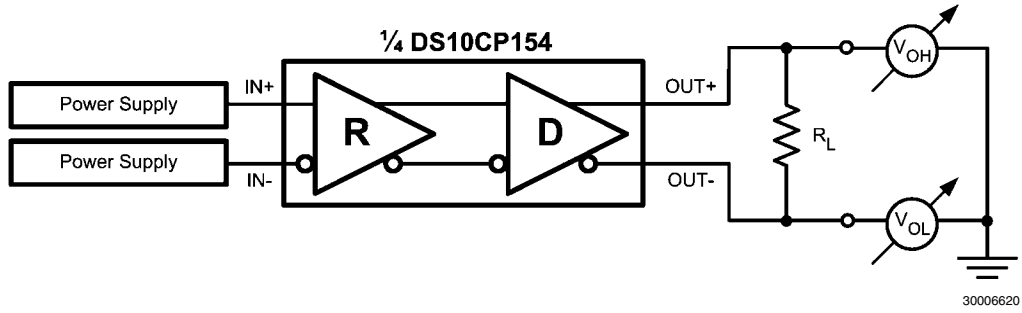 ¼ DS10CP154
Power Supply
IN+
R
D
OUT+
V_OH
Power Supply
IN-
OUT-
R_L
V_OL
30006620